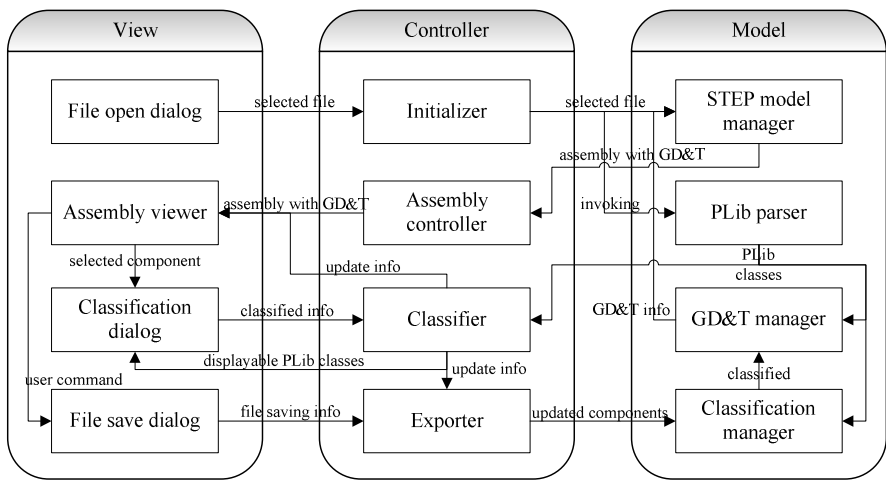 View
Controller
Model
File open dialog
selected file
Initializer
selected file
STEP model
manager
assembly with GD&T
Assembly viewer
assembly with GD&T
Assembly
controller
invoking
PLib parser
selected component
update info
PLib
classes
Classification
dialog
classified info
Classifier
GD&T info
GD&T manager
displayable PLib classes
update info
user command
classified
File save dialog
file saving info
Exporter
updated components
Classification
manager